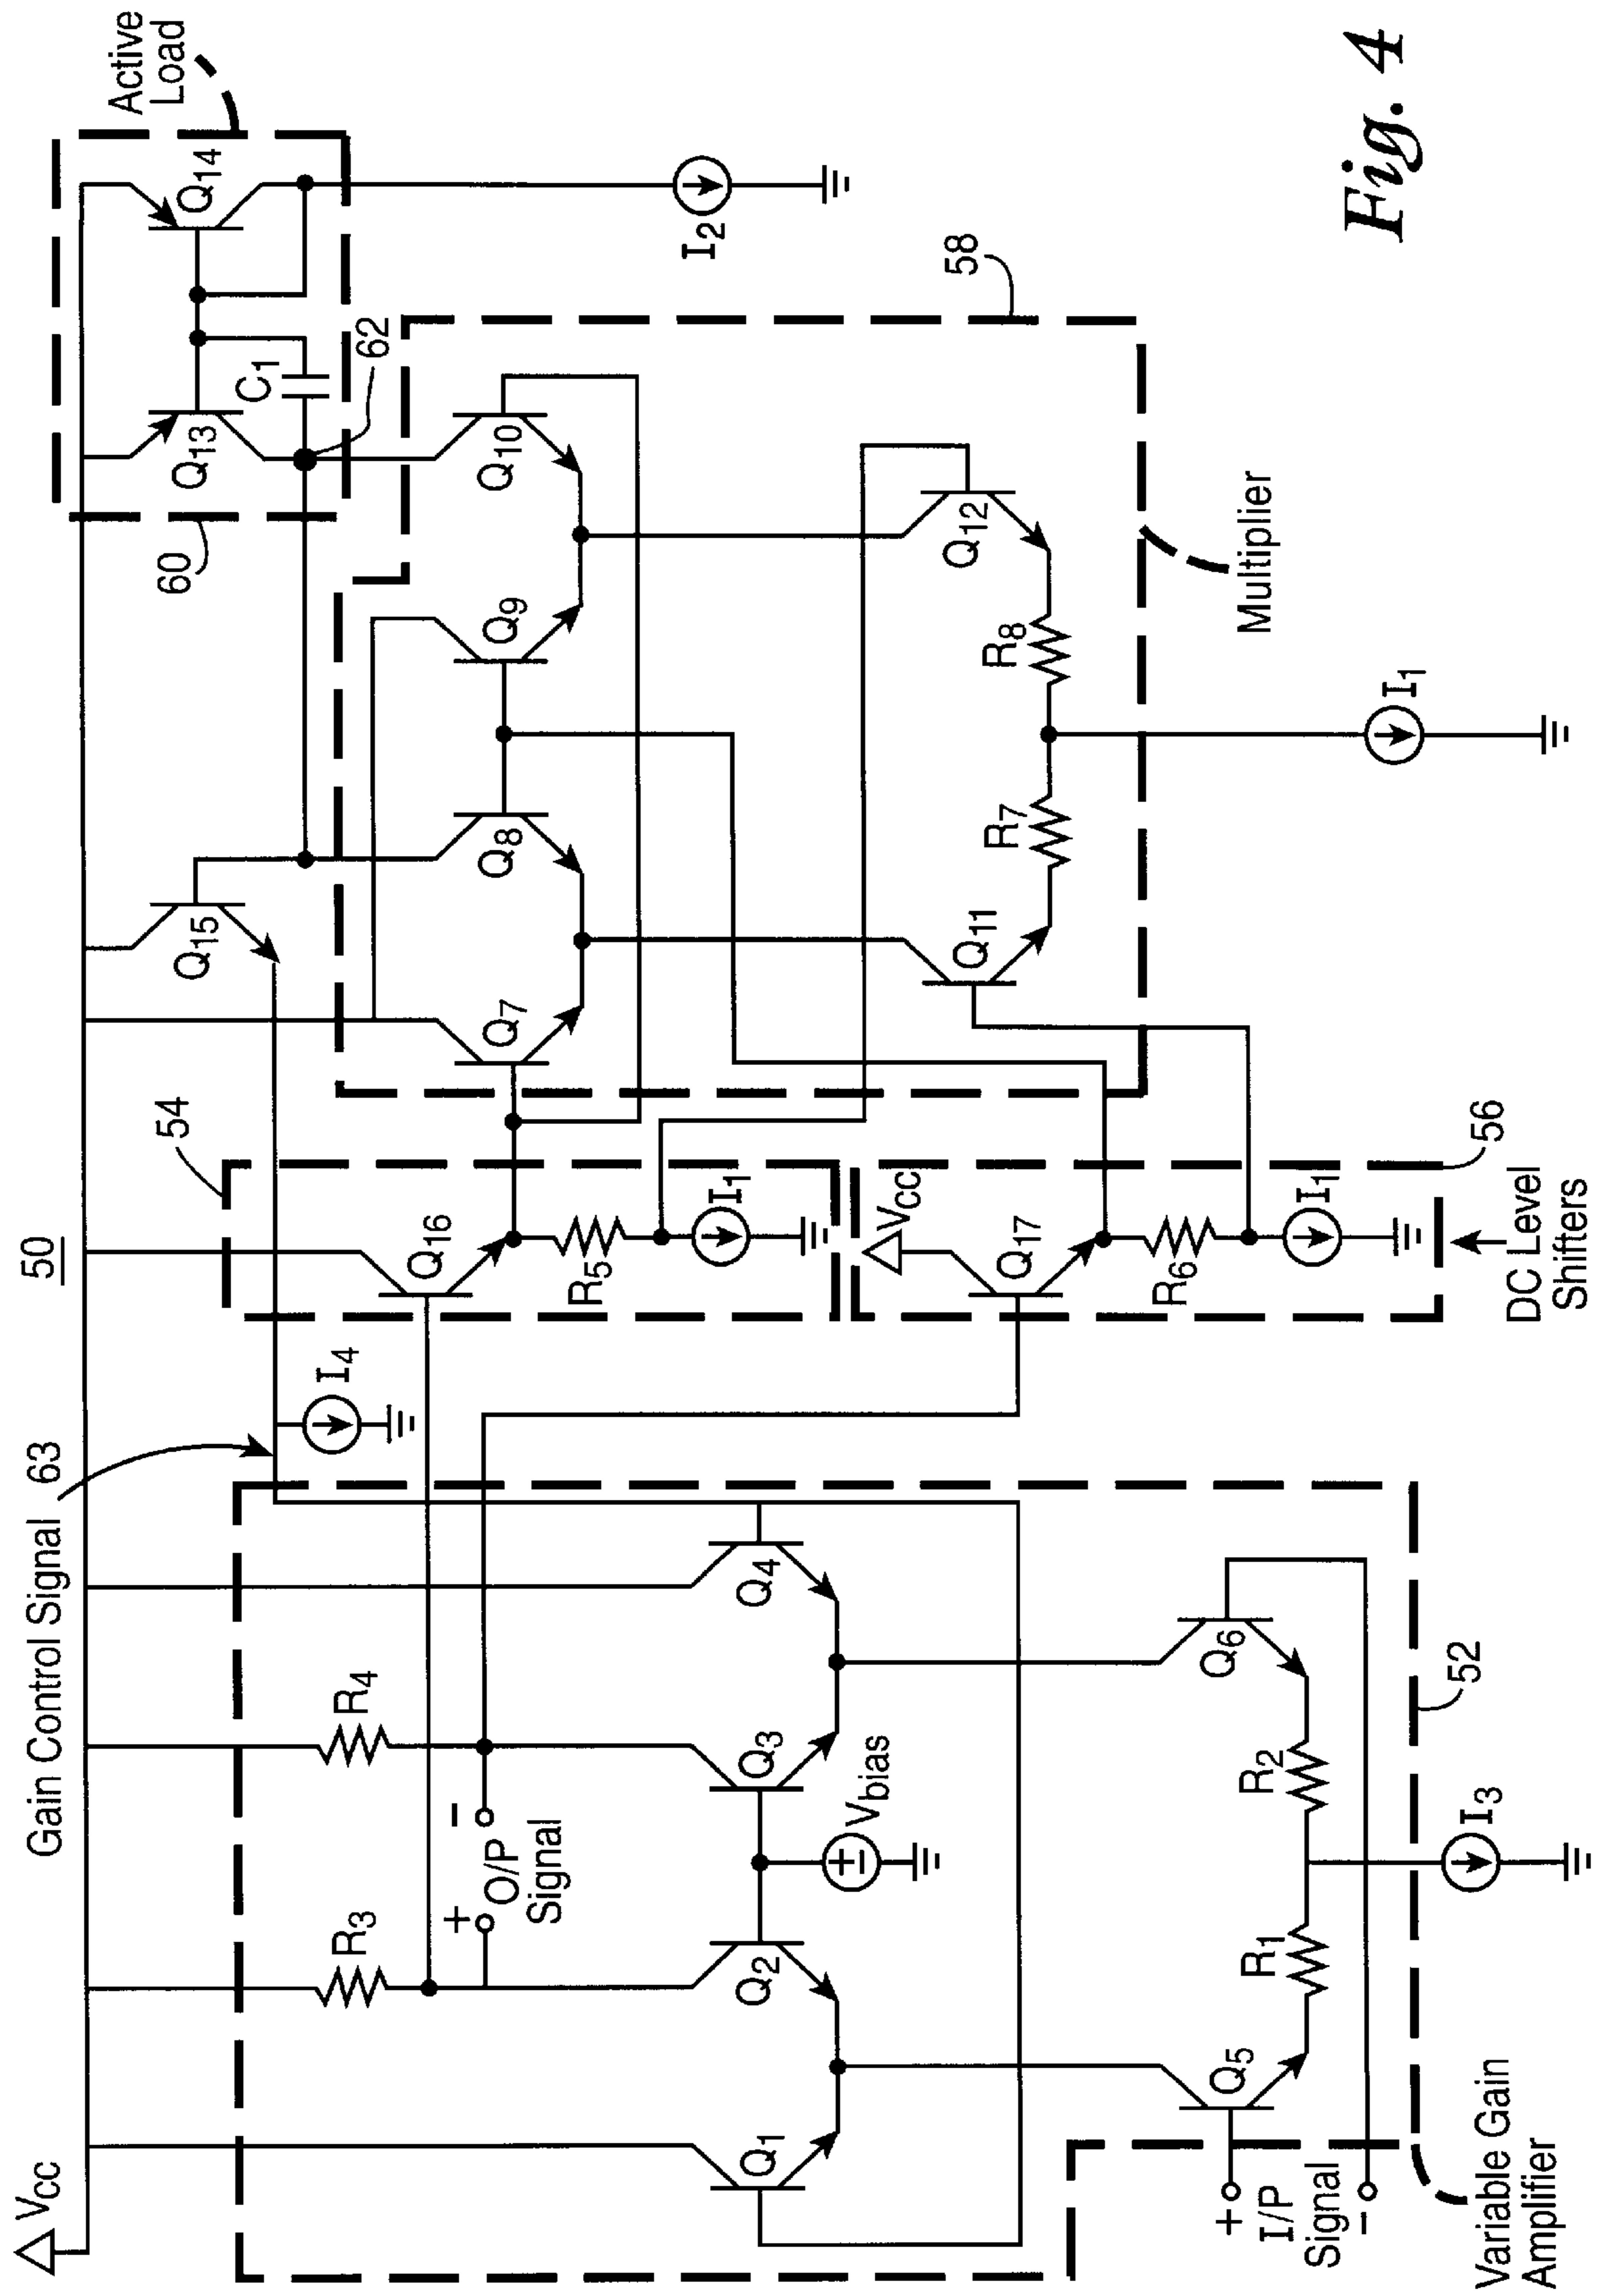 50
Fig. 4
VCC
Gain Control Signal 63
54
60
Active
Load
Q15
Q13
Q14
C1
62
I4
R3
R4
+ O/P -
Signal
Q16
R5
I1
Q7
Q8
Q9
Q10
58
I2
Q1
Q2
Q3
Q4
Vbias
VCC
Q17
R6
I1
Q11
Q12
R7
R8
Multiplier
I1
+
I/P
Signal
-
Q5
Q6
R1
R2
I3
52
Variable Gain
Amplifier
56
DC Level
Shifters